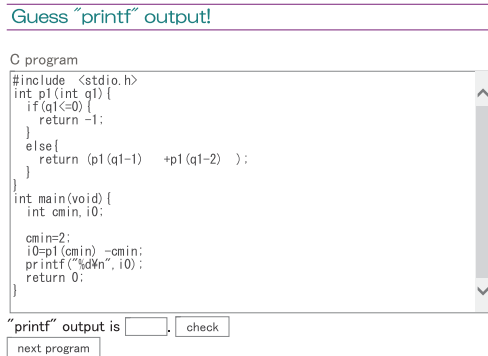 Guess ″printf″ output!
C program
#include <stdio.h>
int p1(int q1){
  if(q1<=0){
    return -1;
  }
  else{
    return (p1(q1-1)   +p1(q1-2)  );
  }
}
int main(void){
  int cmin,i0;
  cmin=2;
  i0=p1(cmin) -cmin;
  printf("%d¥n",i0);
  return 0;
}
″printf″ output is . check
next program